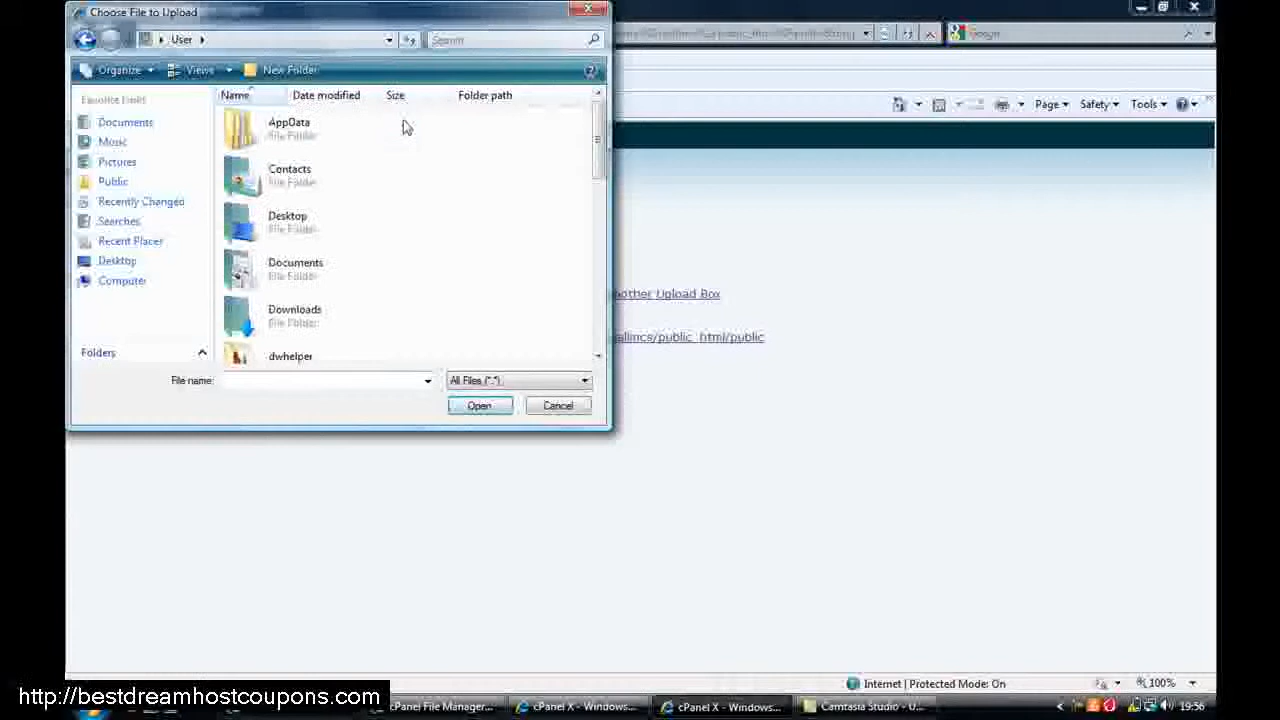 Choose File to Upload
User
Search
Google
Organize Views New Folder
Page Safety Tools
Favorite Links
Name Date modified Size Folder path
Documents
Music
Pictures
Public
Recently Changed
Searches
Recent Places
Desktop
Computer
AppData
File Folder
Contacts
File Folder
Desktop
File Folder
Documents
File Folder
Downloads
File Folder
dwhelper
Folders
nother Upload Box
public_html/public
File name:
All Files (*.*)
Open Cancel
Internet | Protected Mode: On
100%
http://bestdreamhostcoupons.com
cPanel File Manager...
cPanel X - Windows...
cPanel X - Windows...
Camtasia Studio - U...
19:56